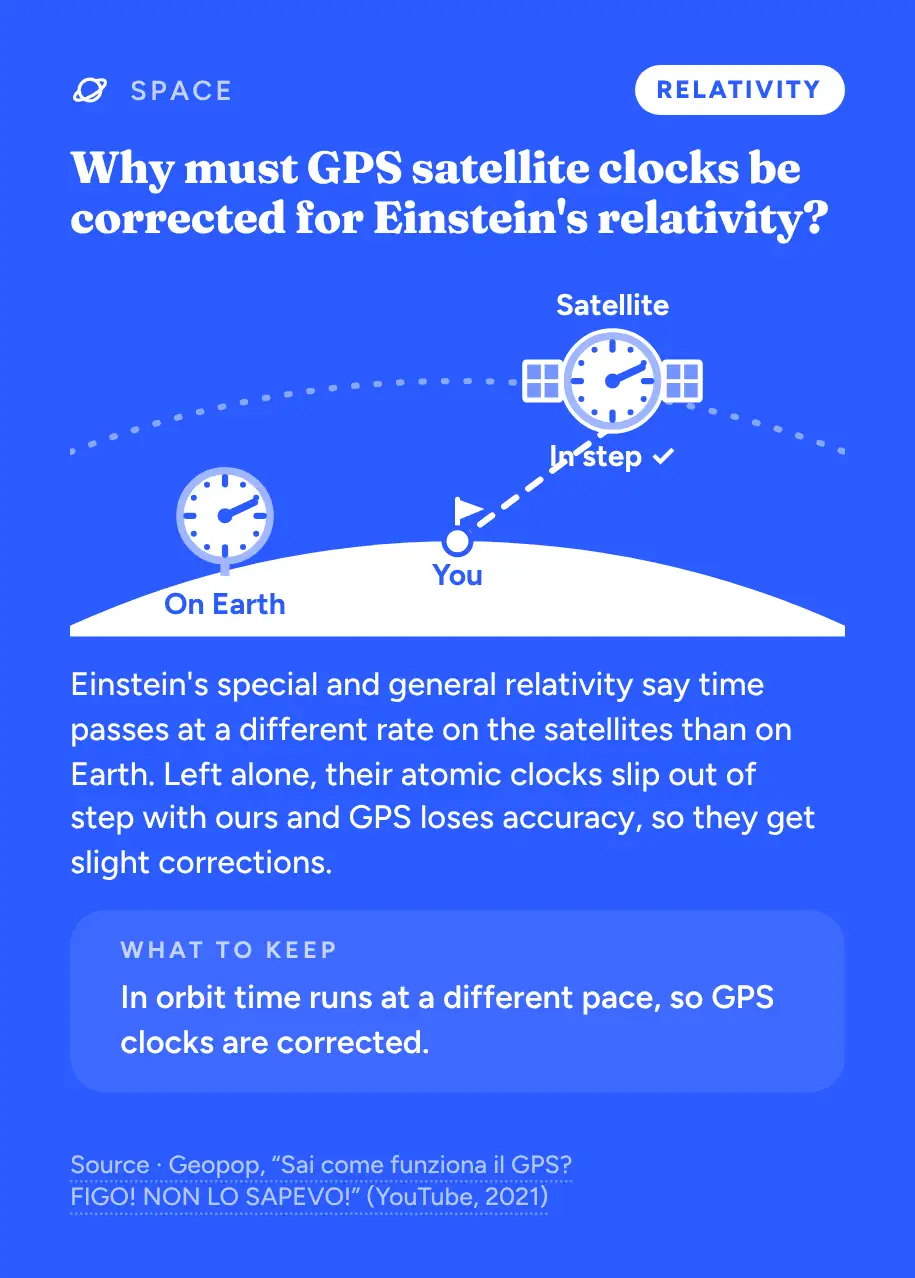 SPACE
RELATIVITY
Why must GPS satellite clocks be
corrected for Einstein's relativity?
Satellite
In step ✓
You
On Earth
Einstein's special and general relativity say time
passes at a different rate on the satellites than on
Earth. Left alone, their atomic clocks slip out of
step with ours and GPS loses accuracy, so they get
slight corrections.
WHAT TO KEEP
In orbit time runs at a different pace, so GPS
clocks are corrected.
Source · Geopop, “Sai come funziona il GPS?
FIGO! NON LO SAPEVO!” (YouTube, 2021)